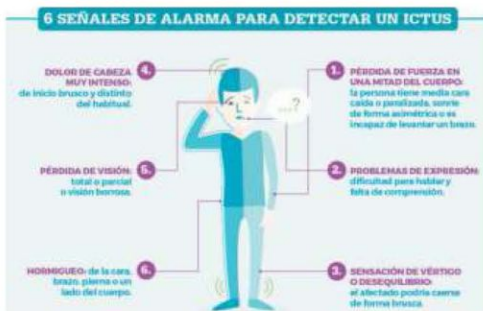 6 SEÑALES DE ALARMA PARA DETECTAR UN ICTUS
1.
PÉRDIDA DE FUERZA EN
UNA MITAD DEL CUERPO:
la persona tiene media cara
caída o paralizada, sonríe
de forma asimétrica o es
incapaz de levantar un brazo.
...?
2.
PROBLEMAS DE EXPRESIÓN:
dificultad para hablar y
falta de comprensión.
3.
SENSACIÓN DE VÉRTIGO
O DESEQUILIBRIO:
el afectado podría caerse
de forma brusca.
4.
DOLOR DE CABEZA
MUY INTENSO:
de inicio brusco y distinto
del habitual.
5.
PÉRDIDA DE VISIÓN:
total o parcial
o visión borrosa.
6.
HORMIGUEO: de la cara,
brazo, pierna o un
lado del cuerpo.